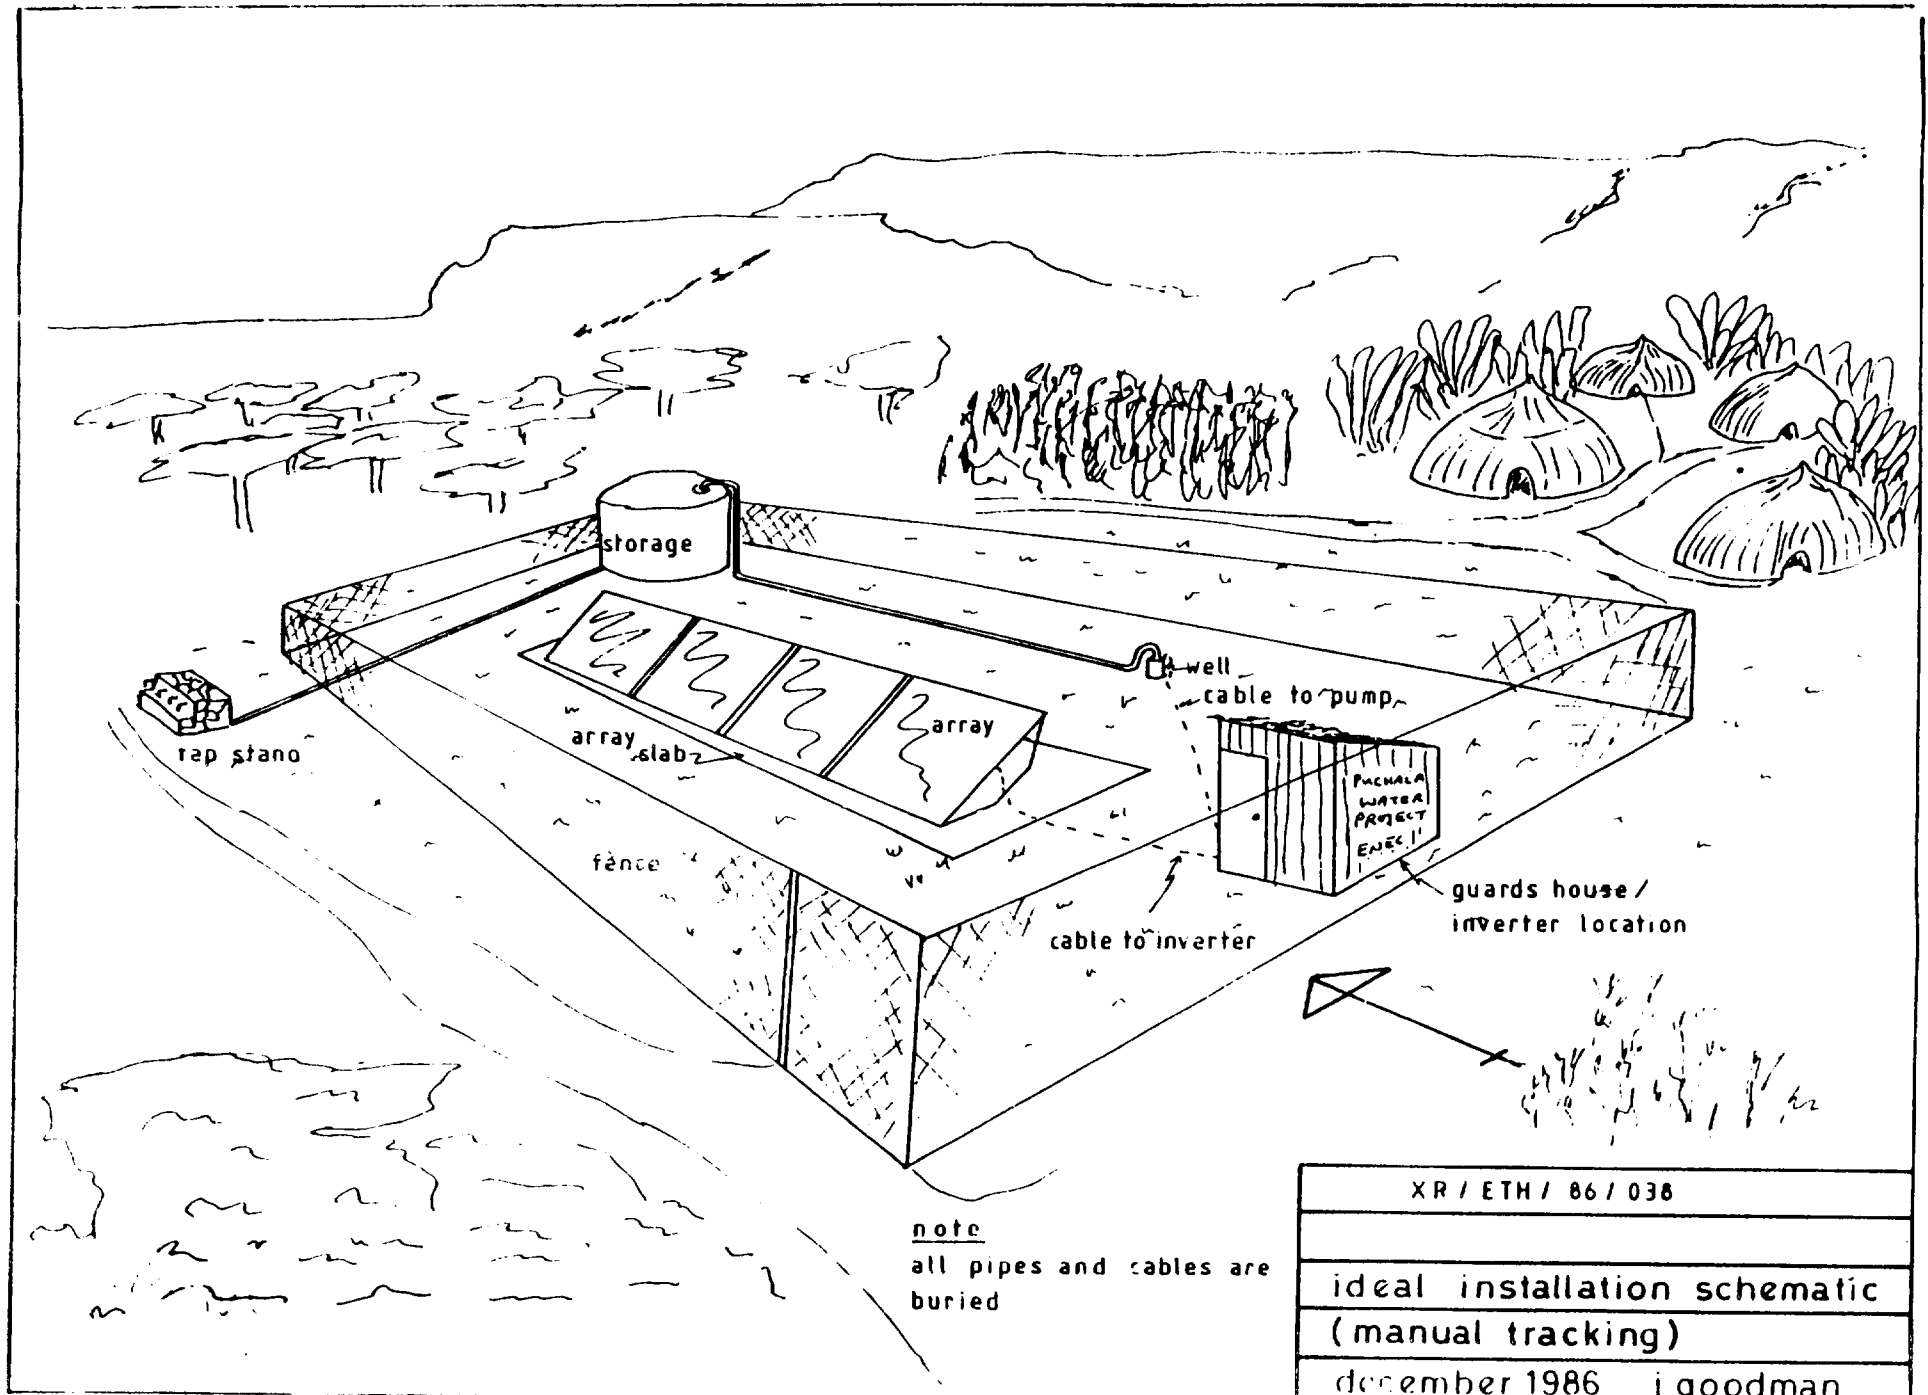 storage
well
cable to pump
tap stand
array
slab
array
PUCHALA
WATER
PROJECT
ENEC
fence
guards house/
inverter location
cable to inverter
note
all pipes and cables are
buried
XR / ETH / 86 / 038
ideal installation schematic
(manual tracking)
december 1986 j goodman